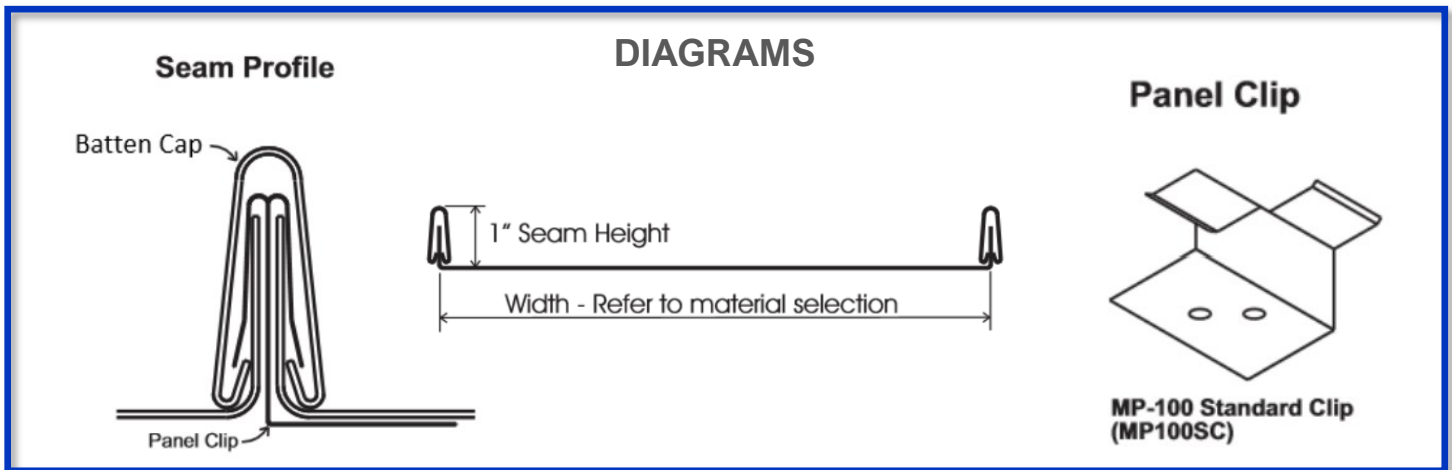 DIAGRAMS
Seam Profile
Batten Cap
Panel Clip
1" Seam Height
Width - Refer to material selection
Panel Clip
MP-100 Standard Clip
(MP100SC)